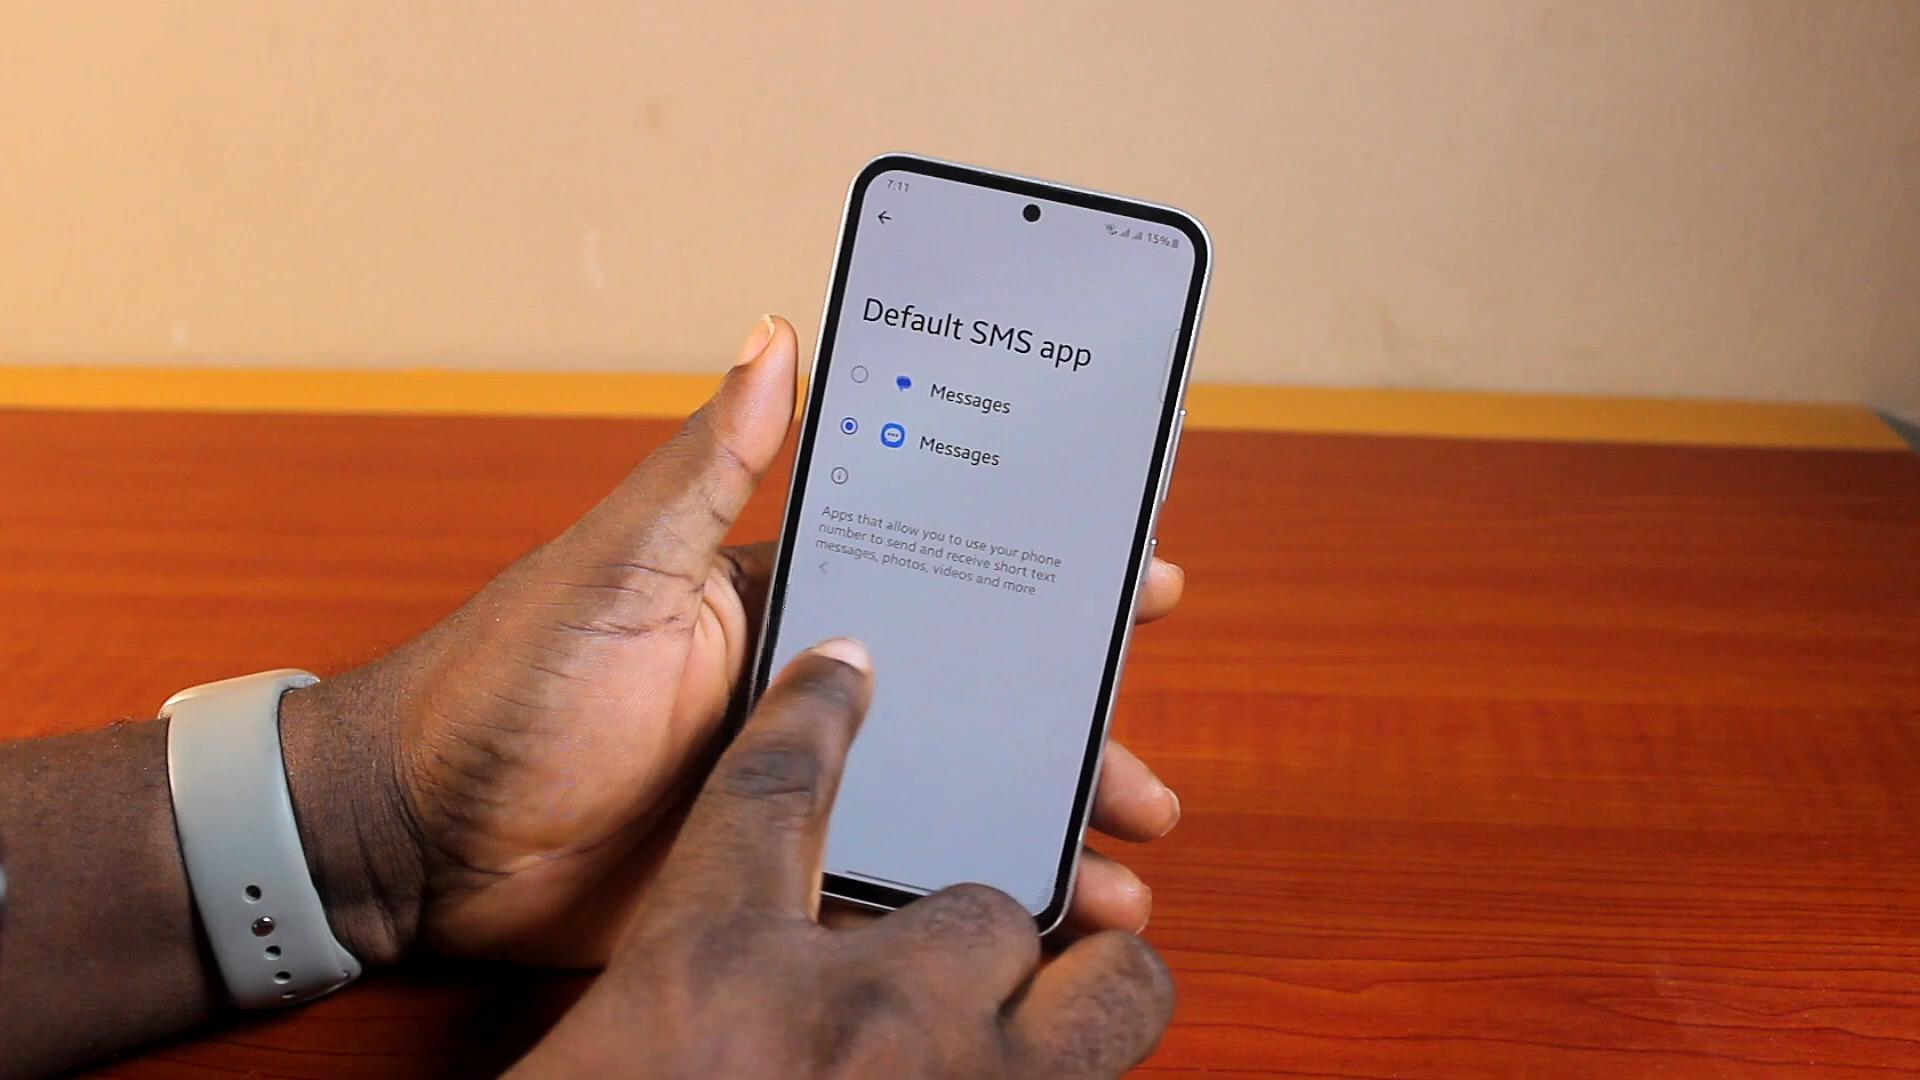 7:11
15%
Default SMS app
Messages
Messages
Apps that allow you to use your phone
number to send and receive short text
messages, photos, videos and more